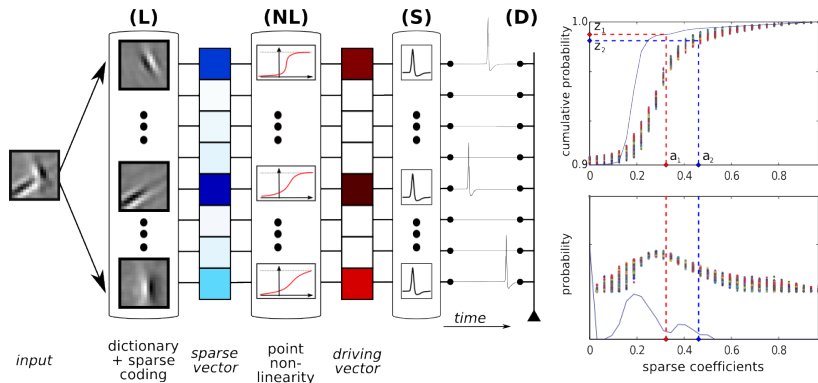 (L)
(NL)
(S)
(D)
time
input
dictionary
+ sparse
coding
sparse
vector
point
non-
linearity
driving
vector
cumulative probability
1.0
0.9
z1
z2
a1
a2
0
0.2
0.4
0.6
0.8
probability
0
0.2
0.4
0.6
0.8
sparse coefficients